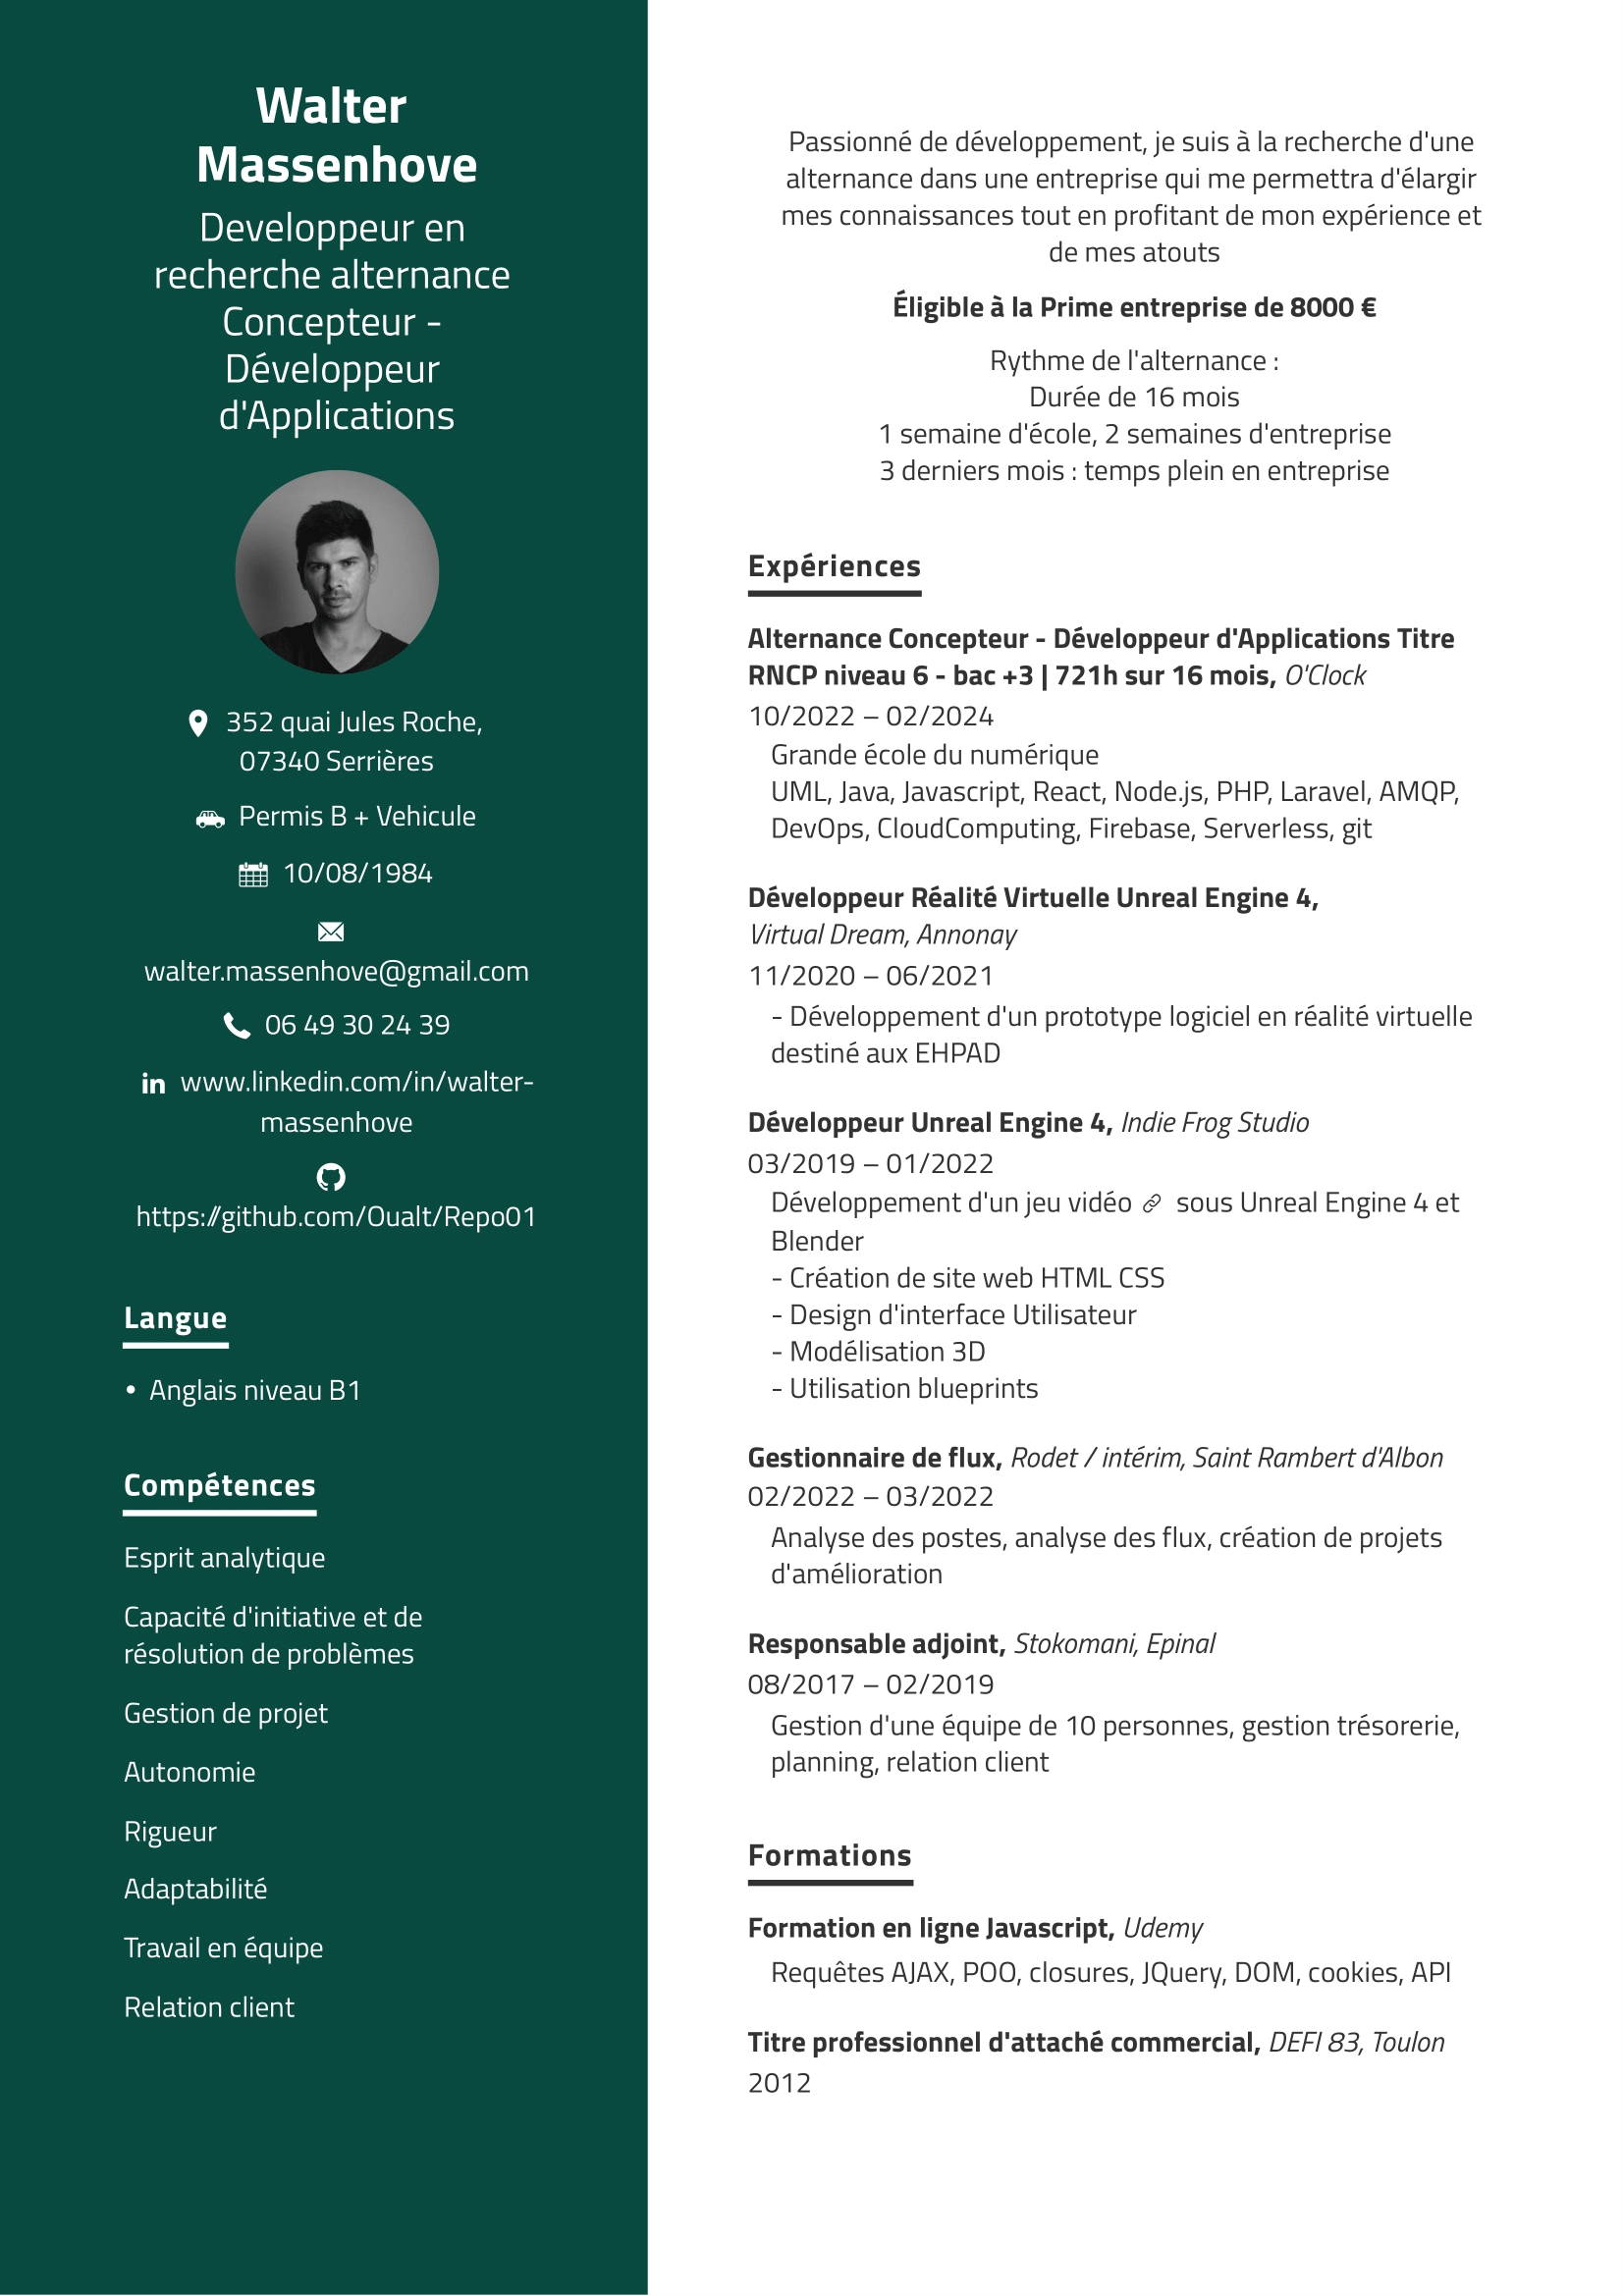 Walter
Massenhove
Developpeur en
recherche alternance
Concepteur -
Développeur
d'Applications
352 quai Jules Roche,
07340 Serrières
Permis B + Vehicule
10/08/1984
walter.massenhove@gmail.com
06 49 30 24 39
www.linkedin.com/in/walter-
massenhove
https://github.com/Oualt/Repo01
Langue
• Anglais niveau B1
Compétences
Esprit analytique
Capacité d'initiative et de
résolution de problèmes
Gestion de projet
Autonomie
Rigueur
Adaptabilité
Travail en équipe
Relation client
Passionné de développement, je suis à la recherche d'une
alternance dans une entreprise qui me permettra d'élargir
mes connaissances tout en profitant de mon expérience et
de mes atouts
Éligible à la Prime entreprise de 8000 €
Rythme de l'alternance :
Durée de 16 mois
1 semaine d'école, 2 semaines d'entreprise
3 derniers mois : temps plein en entreprise
Expériences
Alternance Concepteur - Développeur d'Applications Titre
RNCP niveau 6 - bac +3 | 721h sur 16 mois, O'Clock
10/2022 – 02/2024
Grande école du numérique
UML, Java, Javascript, React, Node.js, PHP, Laravel, AMQP,
DevOps, CloudComputing, Firebase, Serverless, git
Développeur Réalité Virtuelle Unreal Engine 4,
Virtual Dream, Annonay
11/2020 – 06/2021
- Développement d'un prototype logiciel en réalité virtuelle
destiné aux EHPAD
Développeur Unreal Engine 4, Indie Frog Studio
03/2019 – 01/2022
Développement d'un jeu vidéo sous Unreal Engine 4 et
Blender
- Création de site web HTML CSS
- Design d'interface Utilisateur
- Modélisation 3D
- Utilisation blueprints
Gestionnaire de flux, Rodet / intérim, Saint Rambert d'Albon
02/2022 – 03/2022
Analyse des postes, analyse des flux, création de projets
d'amélioration
Responsable adjoint, Stokomani, Epinal
08/2017 – 02/2019
Gestion d'une équipe de 10 personnes, gestion trésorerie,
planning, relation client
Formations
Formation en ligne Javascript, Udemy
Requêtes AJAX, POO, closures, JQuery, DOM, cookies, API
Titre professionnel d'attaché commercial, DEFI 83, Toulon
2012